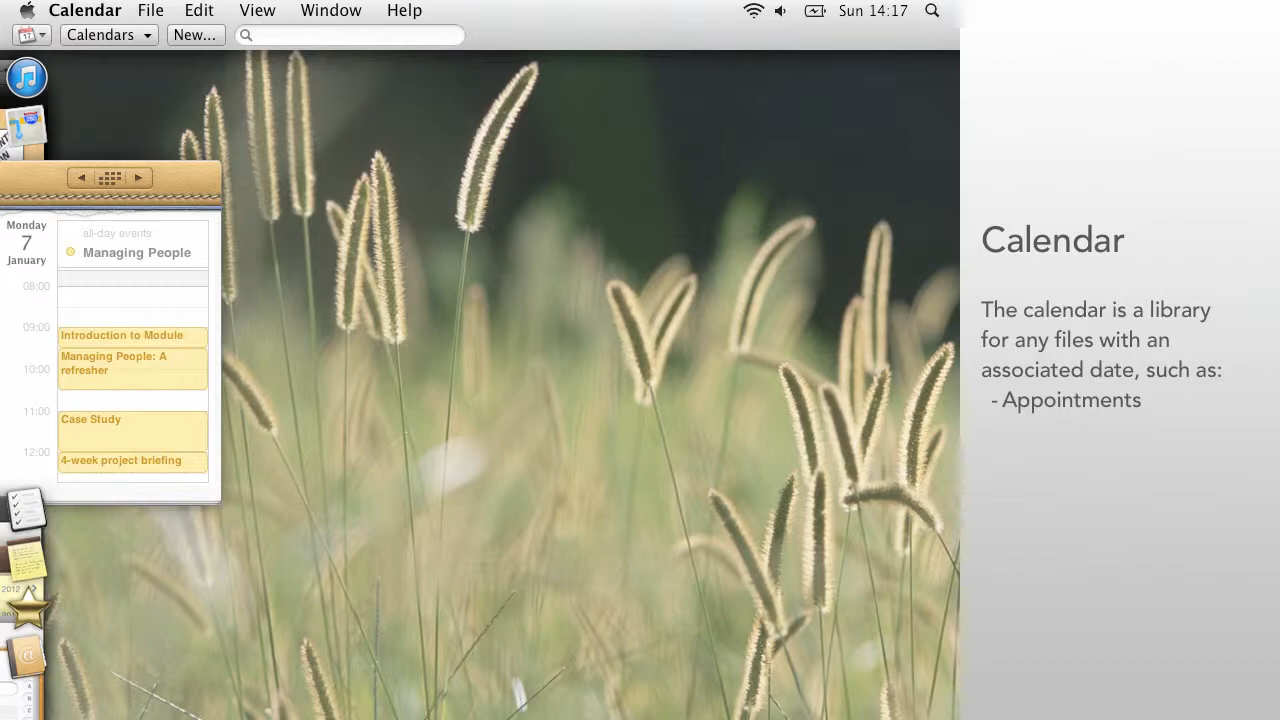 Calendar File Edit View Window Help Sun 14:17
Calendars New...
Monday
7
January
all-day events
Managing People
08:00
09:00
Introduction to Module
Managing People: A
refresher
10:00
11:00
Case Study
12:00
4-week project briefing
2012
@
A
B
C
Calendar
The calendar is a library
for any files with an
associated date, such as:
- Appointments